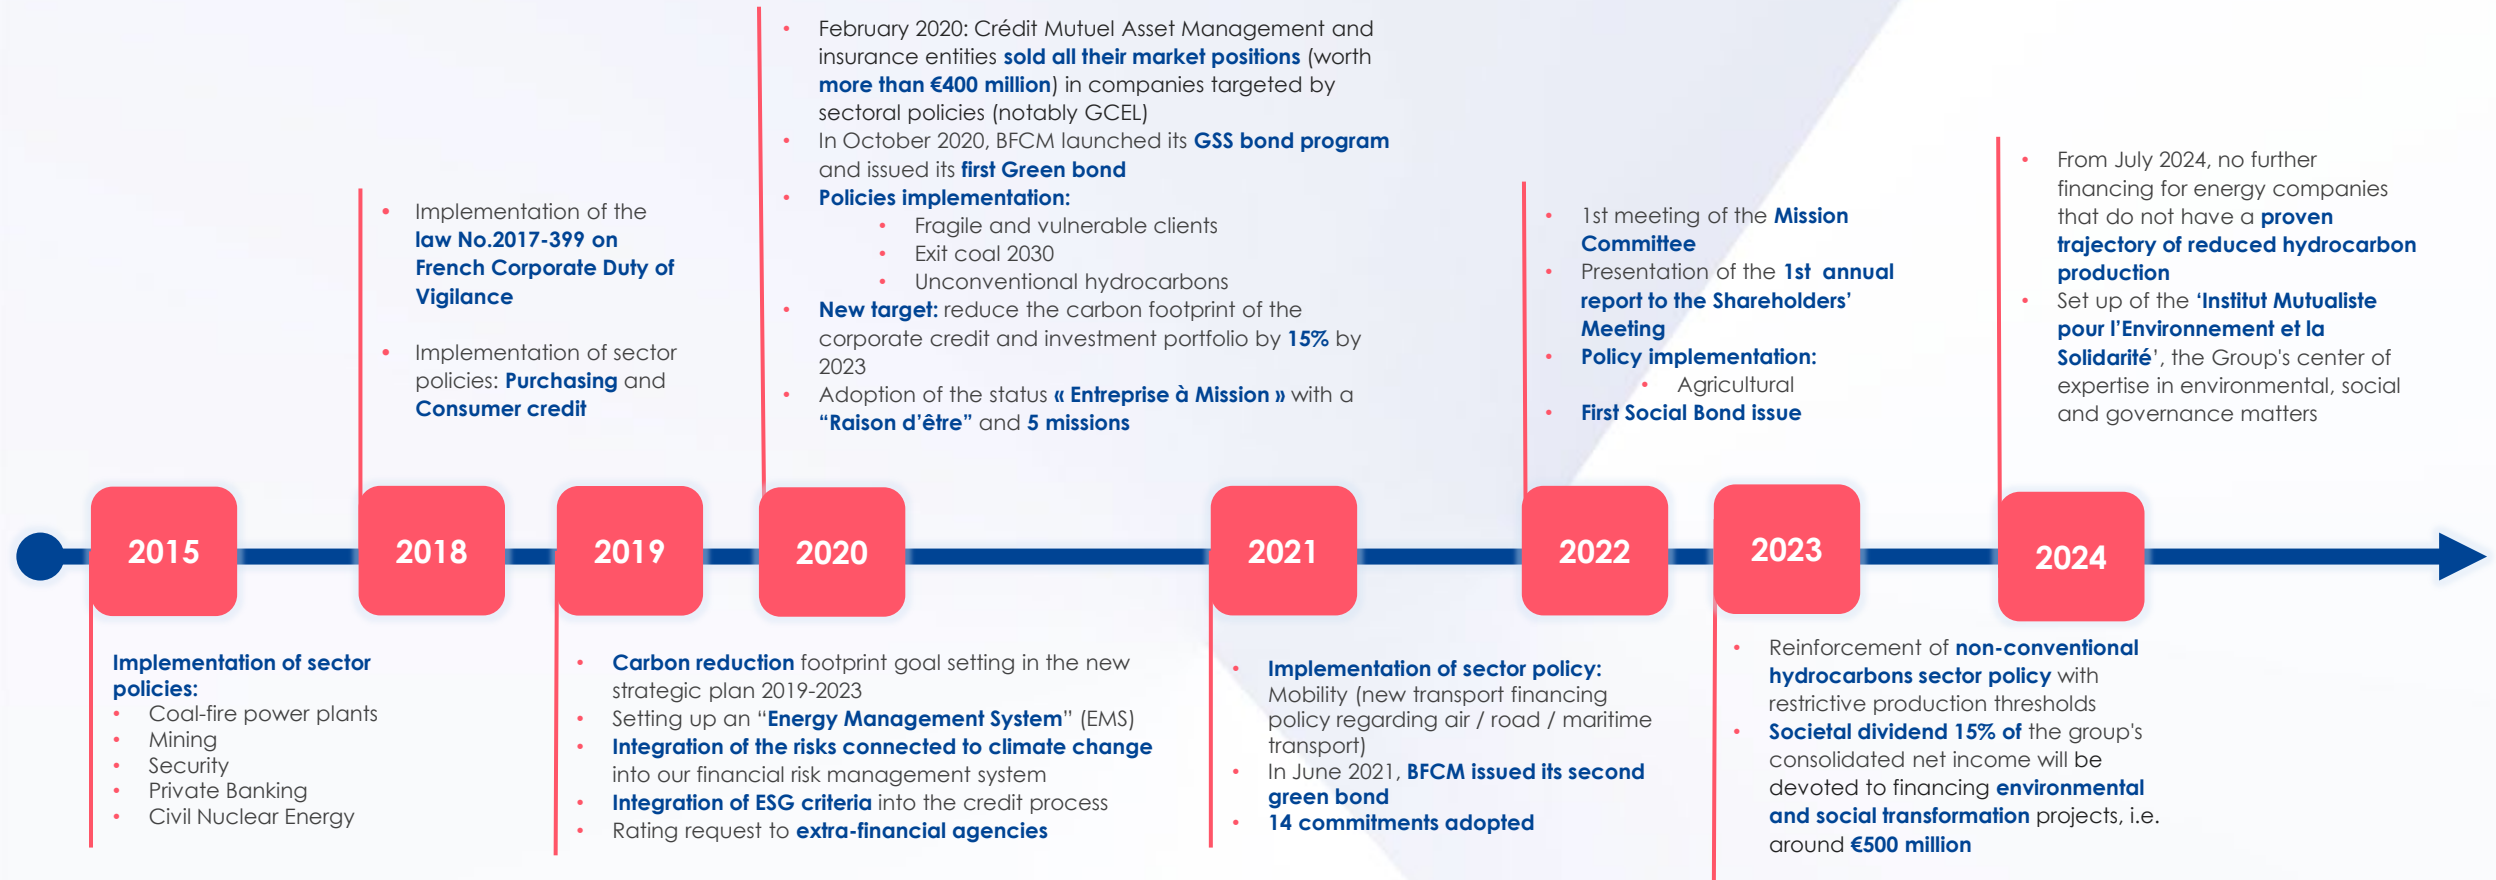 • February 2020: Crédit Mutuel Asset Management and
insurance entities sold all their market positions (worth
more than €400 million) in companies targeted by
sectoral policies (notably GCEL)
• In October 2020, BFCM launched its GSS bond program
and issued its first Green bond
• Policies implementation:
• Fragile and vulnerable clients
• Exit coal 2030
• Unconventional hydrocarbons
• New target: reduce the carbon footprint of the
corporate credit and investment portfolio by 15% by
2023
• Adoption of the status « Entreprise à Mission » with a
“Raison d’être” and 5 missions
• Implementation of the
law No.2017-399 on
French Corporate Duty of
Vigilance
• Implementation of sector
policies: Purchasing and
Consumer credit
• 1st meeting of the Mission
Committee
• Presentation of the 1st annual
report to the Shareholders’
Meeting
• Policy implementation:
• Agricultural
• First Social Bond issue
• From July 2024, no further
financing for energy companies
that do not have a proven
trajectory of reduced hydrocarbon
production
• Set up of the ‘Institut Mutualiste
pour l’Environnement et la
Solidarité’, the Group's center of
expertise in environmental, social
and governance matters
2015
2018
2019
2020
2021
2022
2023
2024
Implementation of sector
policies:
• Coal-fire power plants
• Mining
• Security
• Private Banking
• Civil Nuclear Energy
• Carbon reduction footprint goal setting in the new
strategic plan 2019-2023
• Setting up an “Energy Management System” (EMS)
• Integration of the risks connected to climate change
into our financial risk management system
• Integration of ESG criteria into the credit process
• Rating request to extra-financial agencies
• Implementation of sector policy:
Mobility (new transport financing
policy regarding air / road / maritime
transport)
• In June 2021, BFCM issued its second
green bond
• 14 commitments adopted
• Reinforcement of non-conventional
hydrocarbons sector policy with
restrictive production thresholds
• Societal dividend 15% of the group's
consolidated net income will be
devoted to financing environmental
and social transformation projects, i.e.
around €500 million